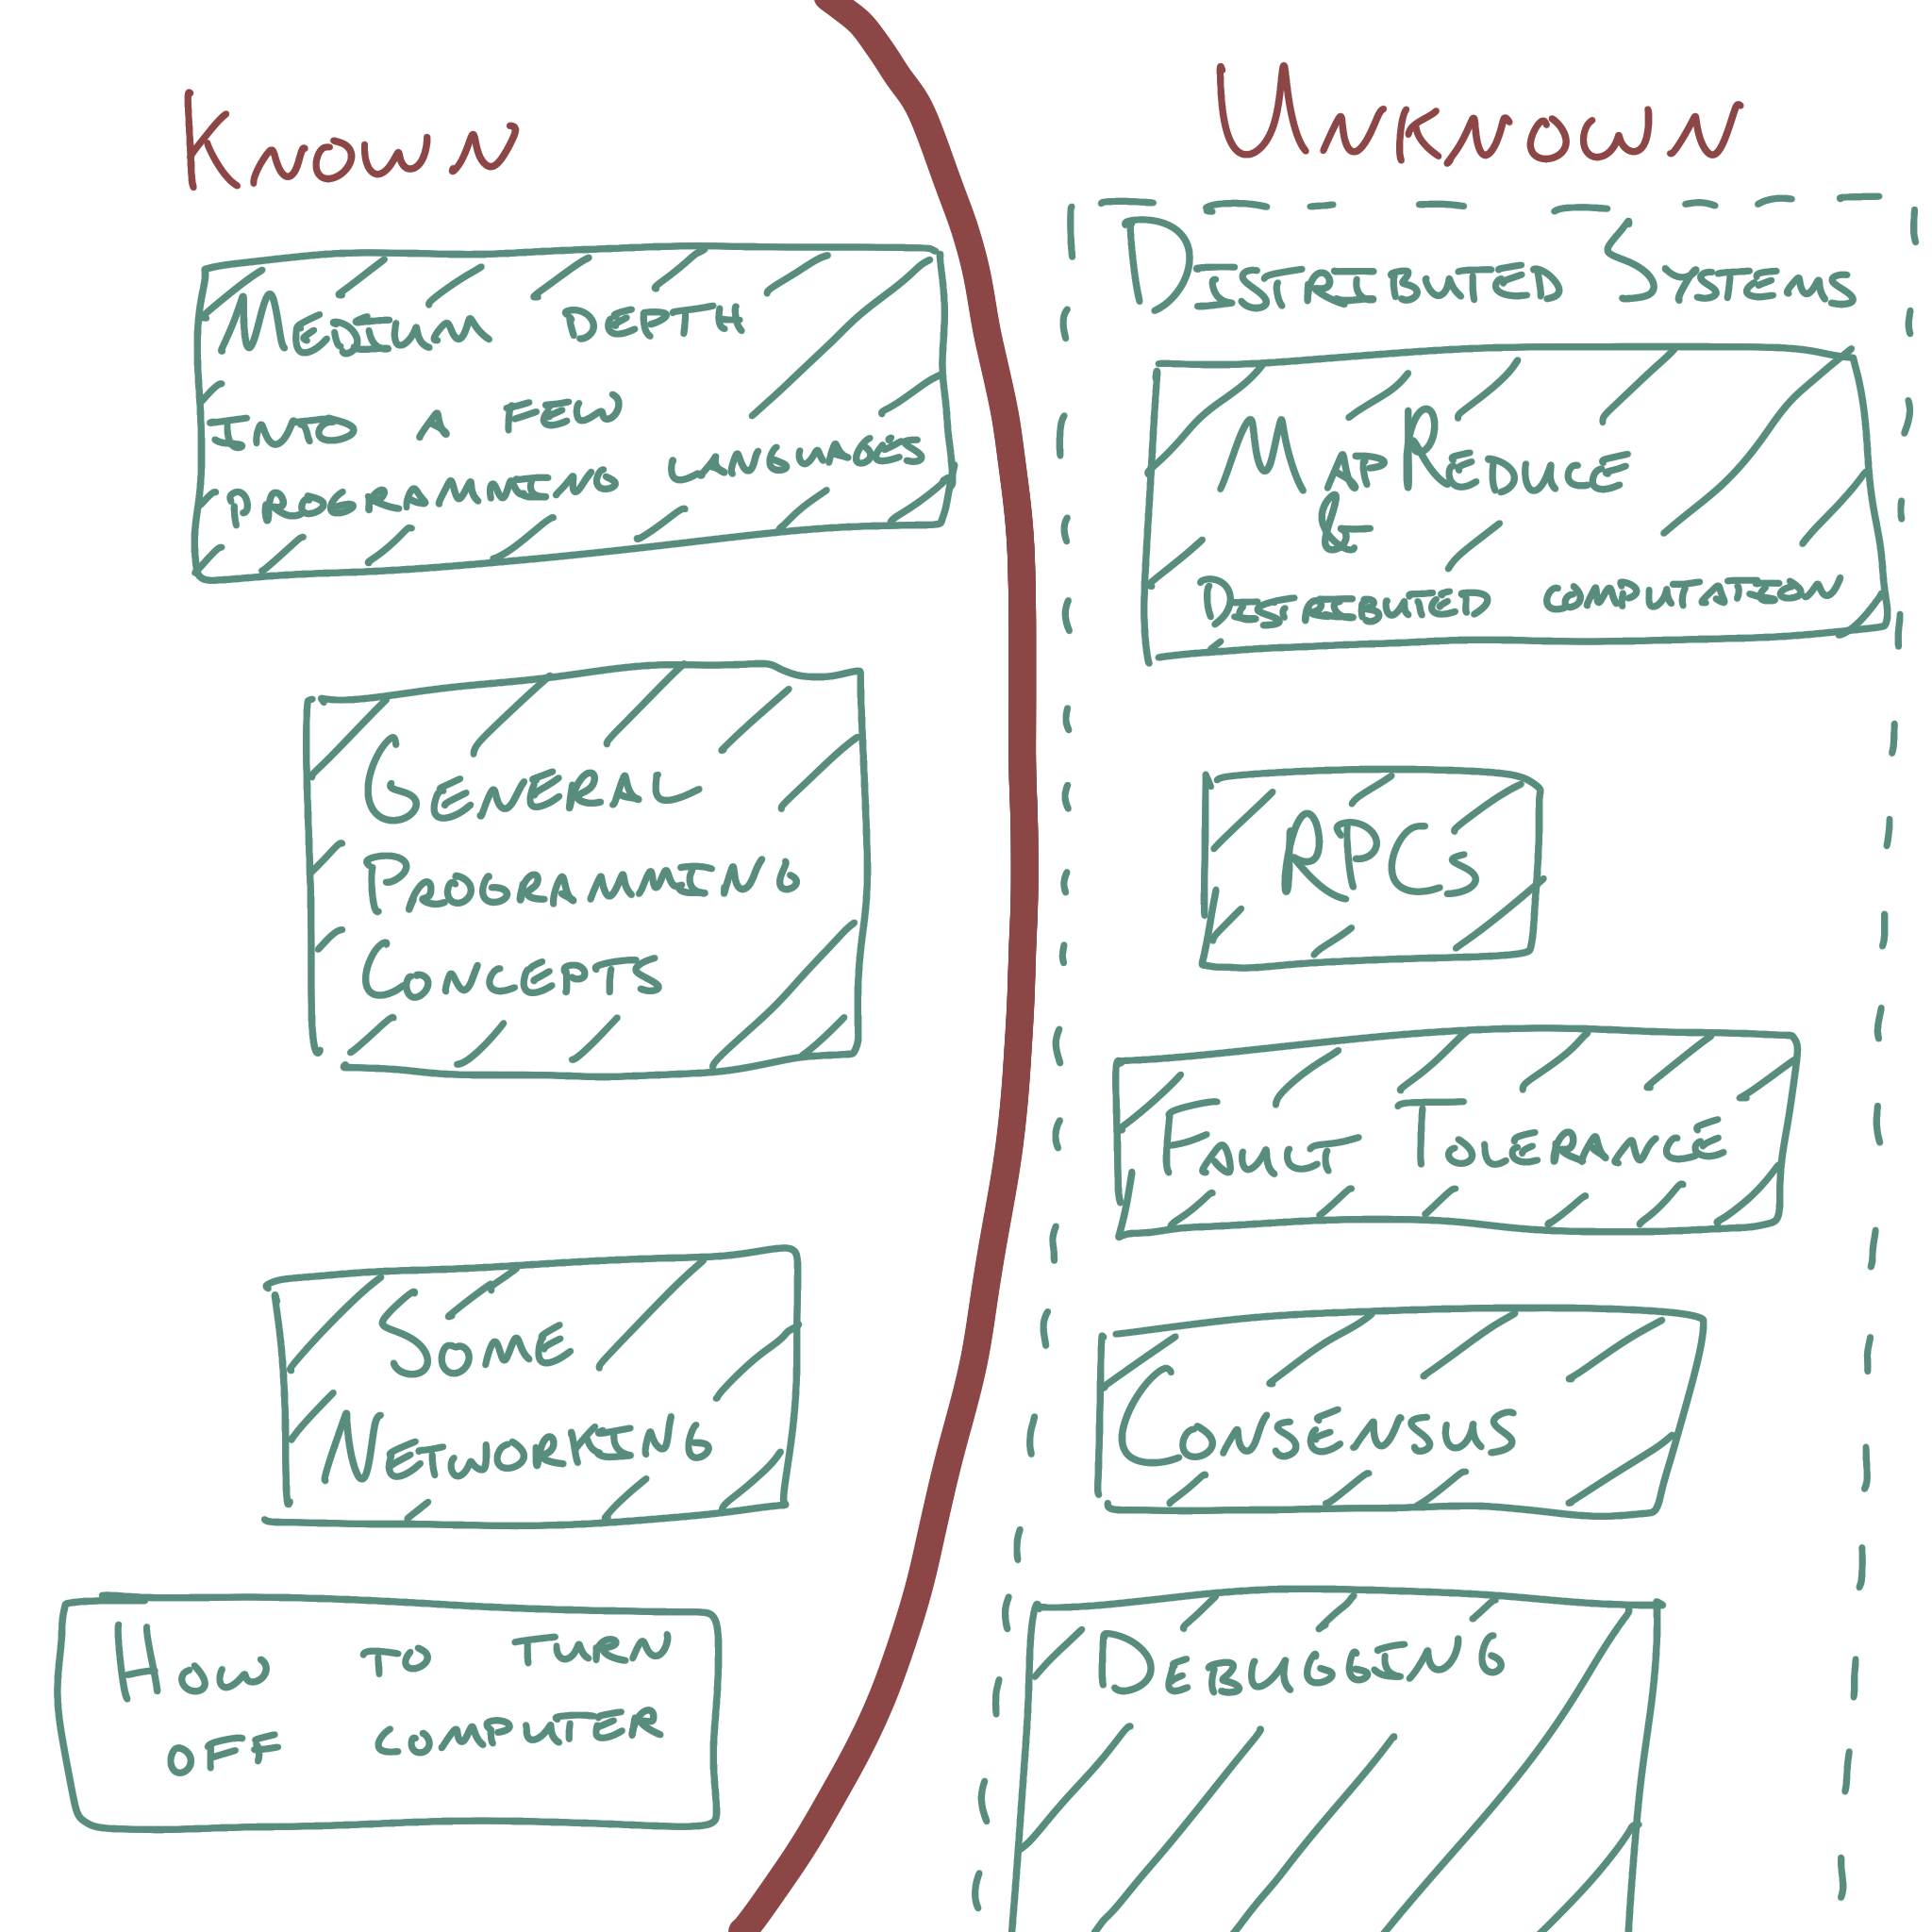 Known
MEDIUM DEPTH
INTO A FEW
PROGRAMMING LANGUAGES
GENERAL
PROGRAMMING
CONCEPTS
SOME
NETWORKING
HOW TO TURN
OFF COMPUTER
Unknown
DISTRIBUTED SYSTEMS
MAPREDUCE
&
DISTRIBUTED COMPUTATION
RPCs
FAULT TOLERANCE
CONSENSUS
DEBUGGING